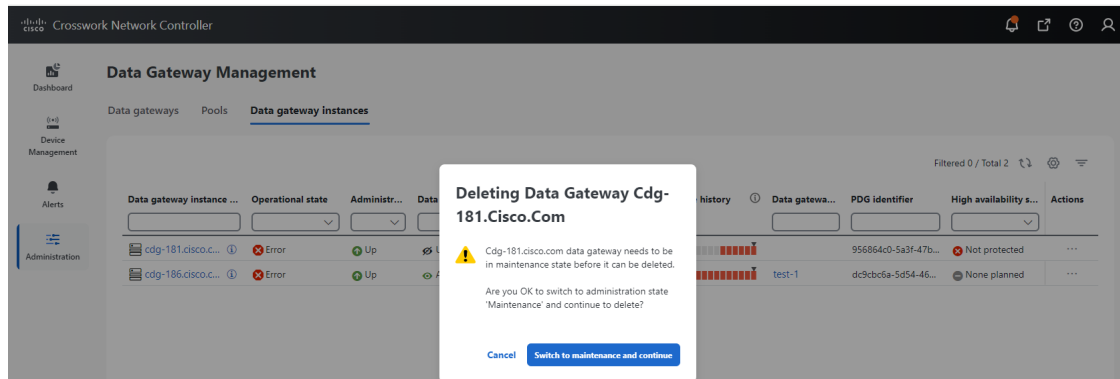 cisco Crosswork Network Controller
Dashboard
Device
Management
Alerts
Administration
Data Gateway Management
Data gateways Pools Data gateway instances
Filtered 0 / Total 2
Data gateway instance ... Operational state Administr... Data history Data gatewa... PDG identifier High availability s... Actions
cdg-181.cisco.c... Error Up 956864c0-5a3f-47b... Not protected ...
cdg-186.cisco.c... Error Up test-1 dc9cbc6a-5d54-46... None planned ...
Deleting Data Gateway Cdg-
181.Cisco.Com
Cdg-181.cisco.com data gateway needs to be
in maintenance state before it can be deleted.
Are you OK to switch to administration state
'Maintenance' and continue to delete?
Cancel Switch to maintenance and continue